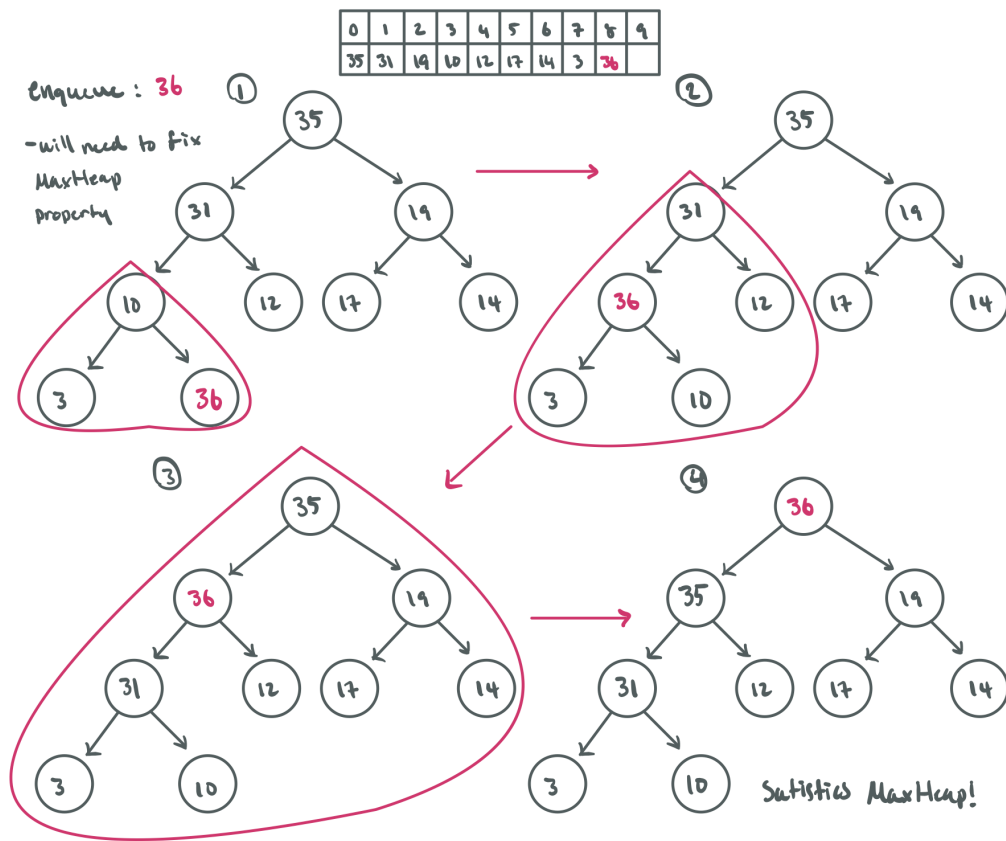 0 1 2 3 4 5 6 7 8 9
35 31 19 10 12 17 14 3 36
enqueue: 36
-will need to fix
MaxHeap
property
1
35
31 19
10 12 17 14
3 36
2
35
31 19
36 12 17 14
3 10
3
35
36 19
31 12 17 14
3 10
4
36
35 19
31 12 17 14
3 10
Satisfies MaxHeap!